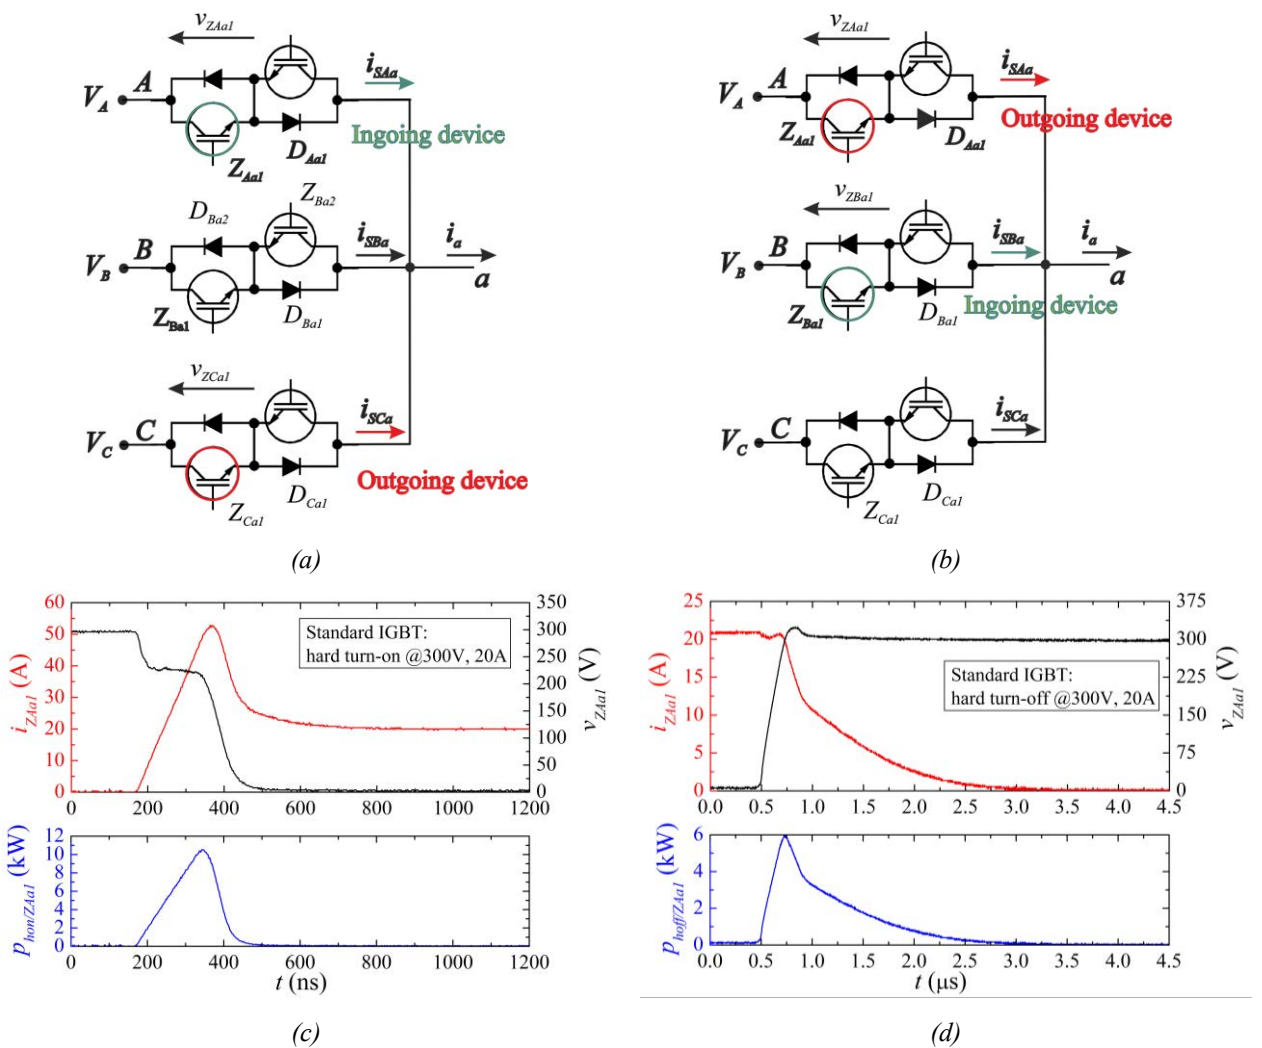 v_ZAa1
A
V_A
i_SAa
Ingoing device
Z_Aa1
D_Aa1
D_Ba2
Z_Ba2
B
V_B
i_SBa
i_a
a
Z_Ba1
D_Ba1
v_ZCa1
C
V_C
i_SCa
Outgoing device
D_Ca1
Z_Ca1
(a)
v_ZAa1
A
V_A
i_SAa
Outgoing device
Z_Aa1
D_Aa1
v_ZBa1
B
V_B
i_SBa
i_a
a
Ingoing device
Z_Ba1
D_Ba1
C
V_C
i_SCa
D_Ca1
Z_Ca1
(b)
60
50
40
30
20
10
0
i_ZAa1 (A)
350
300
250
200
150
100
50
0
v_ZAa1 (V)
Standard IGBT:
hard turn-on @300V, 20A
0 200 400 600 800 1000 1200
12
10
8
6
4
2
0
p_hon/ZAa1 (kW)
0 200 400 600 800 1000 1200
t (ns)
(c)
25
20
15
10
5
0
i_ZAa1 (A)
375
300
225
150
75
0
v_ZAa1 (V)
Standard IGBT:
hard turn-off @300V, 20A
0.0 0.5 1.0 1.5 2.0 2.5 3.0 3.5 4.0 4.5
6
4
2
0
p_hoff/ZAa1 (kW)
0.0 0.5 1.0 1.5 2.0 2.5 3.0 3.5 4.0 4.5
t (μs)
(d)